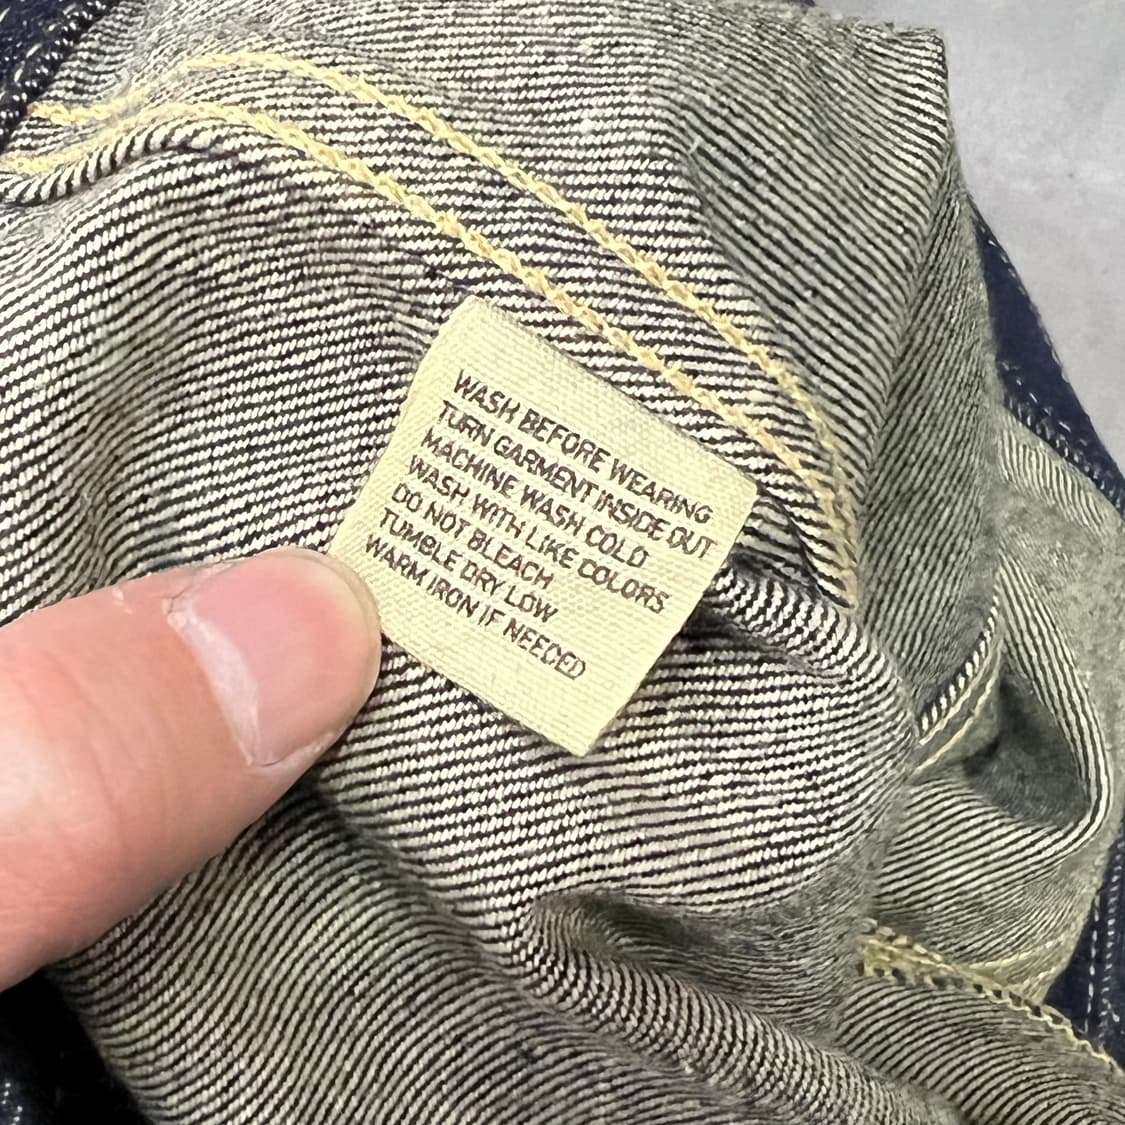 WASH BEFORE WEARING
TURN GARMENT INSIDE OUT
MACHINE WASH COLD
WASH WITH LIKE COLORS
DO NOT BLEACH
TUMBLE DRY LOW
WARM IRON IF NEEDED